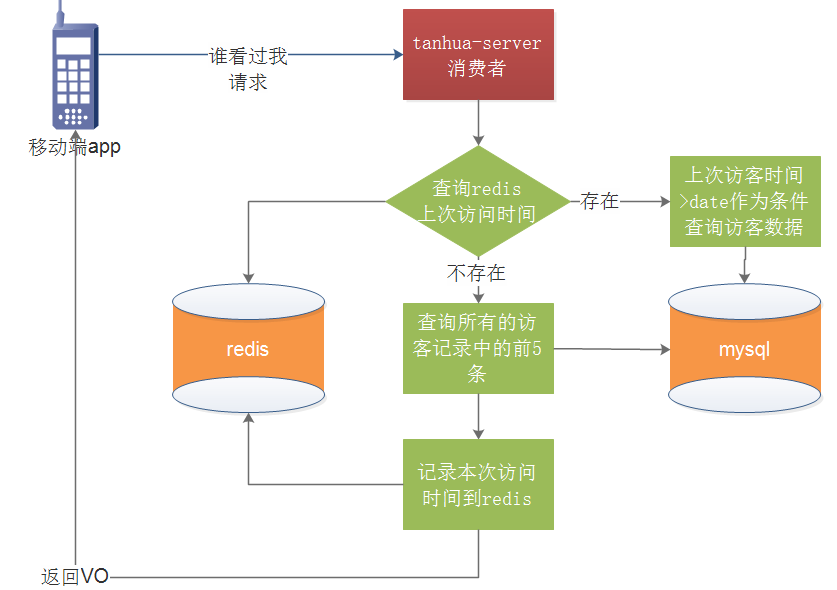 谁看过我
请求
tanhua-server
消费者
移动端app
查询redis
上次访问时间
存在
上次访客时间
>date作为条件
查询访客数据
不存在
redis
查询所有的访
客记录中的前5
条
mysql
记录本次访问
时间到redis
返回VO